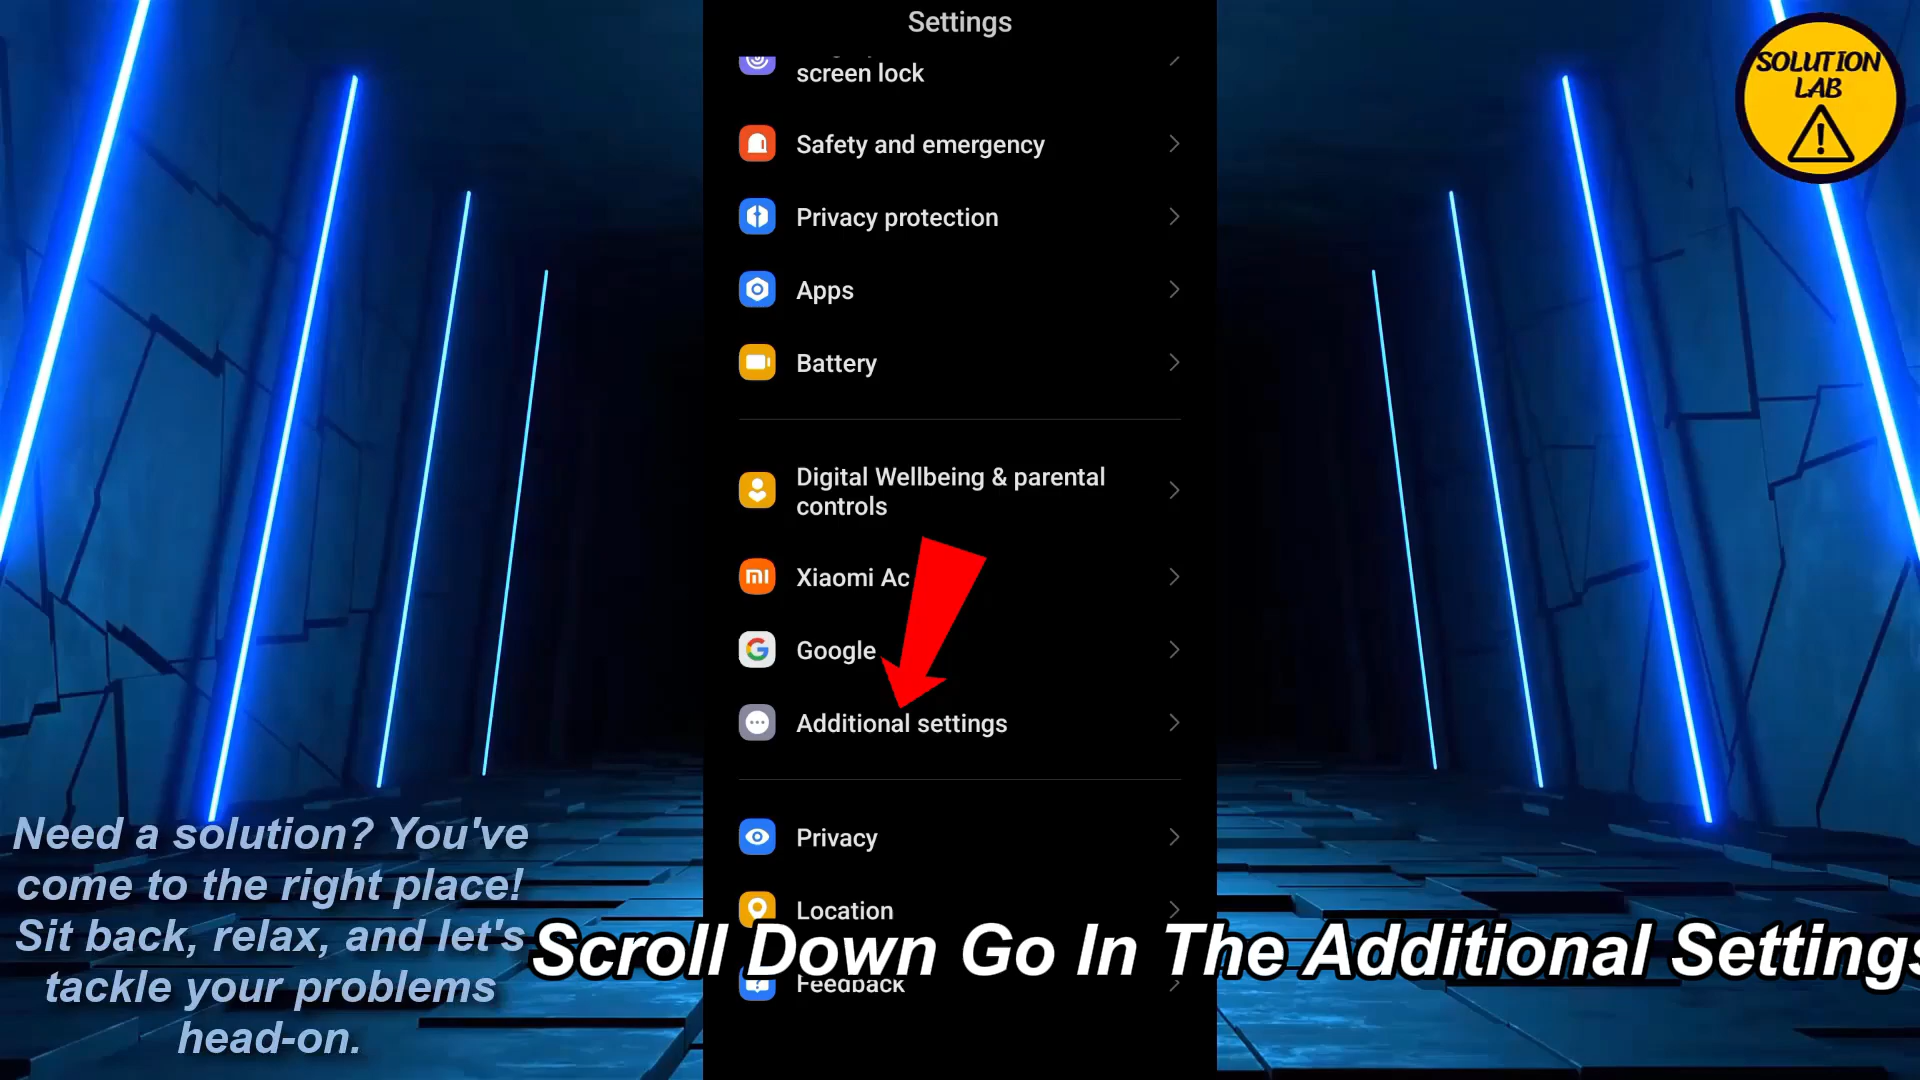 Settings
screen lock
Safety and emergency
Privacy protection
Apps
Battery
Digital Wellbeing & parental
controls
Xiaomi Ac
Google
Additional settings
Privacy
Location
Feedback
SOLUTION
LAB
Need a solution? You've
come to the right place!
Sit back, relax, and let's
tackle your problems
head-on.
Scroll Down Go In The Additional Settings